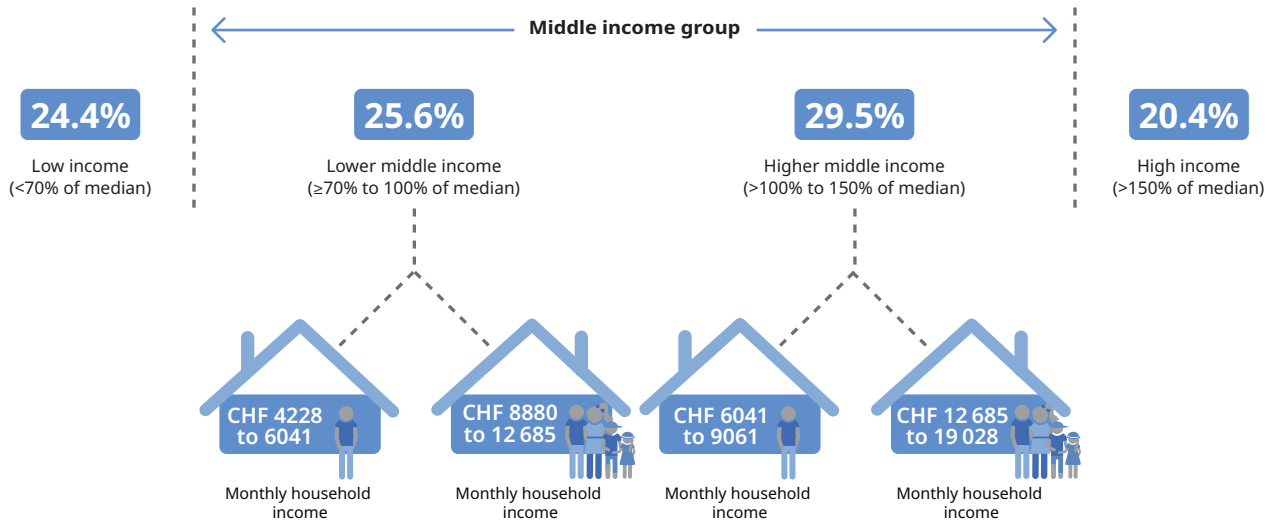 Middle income group
24.4%
Low income
(<70% of median)
25.6%
Lower middle income
(≥70% to 100% of median)
29.5%
Higher middle income
(>100% to 150% of median)
20.4%
High income
(>150% of median)
CHF 4228
to 6041
Monthly household
income
CHF 8880
to 12 685
Monthly household
income
CHF 6041
to 9061
Monthly household
income
CHF 12 685
to 19 028
Monthly household
income